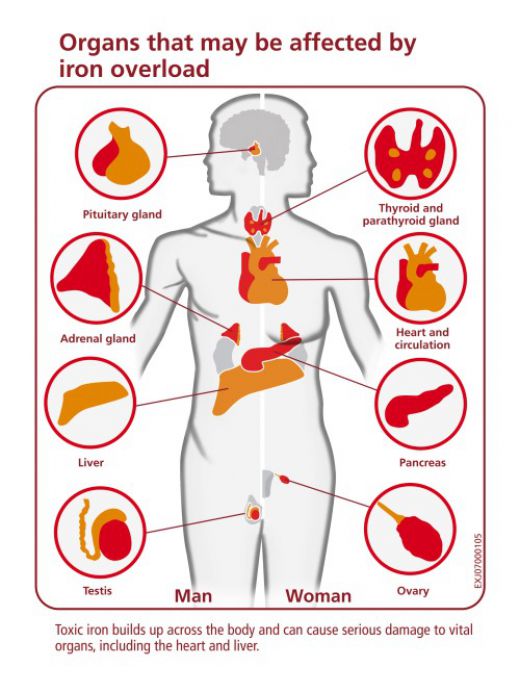 Organs that may be affected by
iron overload
Pituitary gland
Thyroid and
parathyroid gland
Adrenal gland
Heart and
circulation
Liver
Pancreas
Testis
Man
Woman
Ovary
EXJ07000105
Toxic iron builds up across the body and can cause serious damage to vital
organs, including the heart and liver.